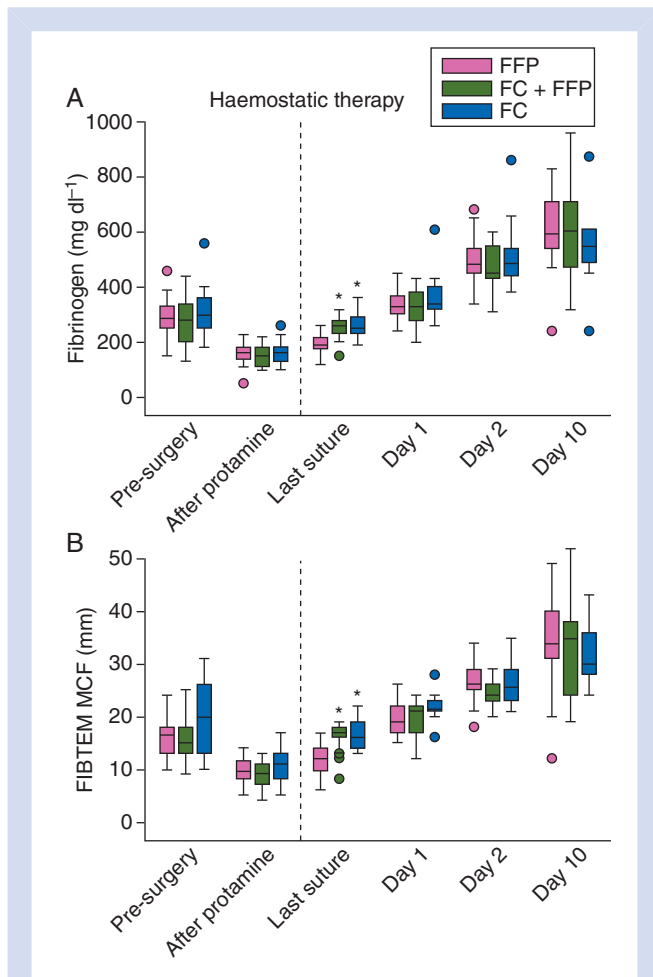 FFP
FC + FFP
FC
A
Haemostatic therapy
Fibrinogen (mg dl⁻¹)
1000
800
600
400
200
0
* *
Pre-surgery
After protamine
Last suture
Day 1
Day 2
Day 10
B
FIBTEM MCF (mm)
50
40
30
20
10
0
* *
Pre-surgery
After protamine
Last suture
Day 1
Day 2
Day 10